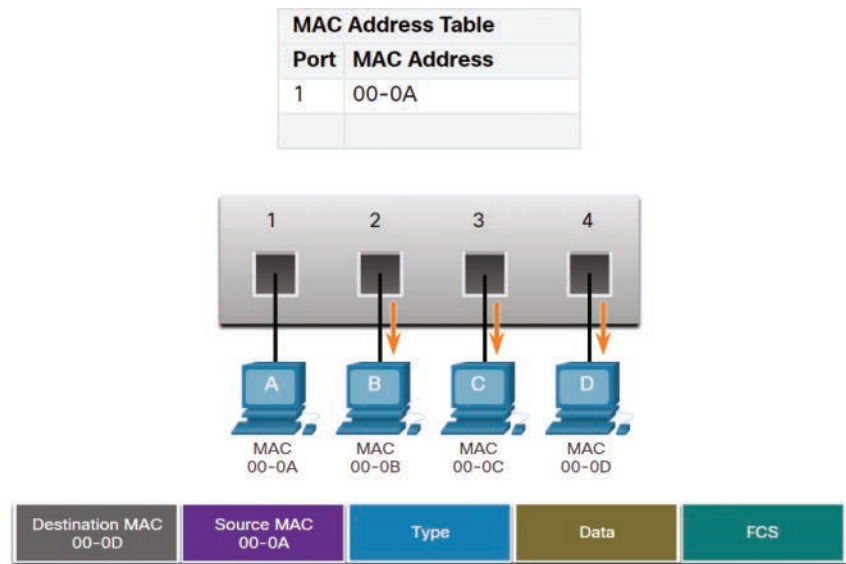 MAC Address Table
Port MAC Address
1 00-0A
1 2 3 4
A B C D
MAC MAC MAC MAC
00-0A 00-0B 00-0C 00-0D
Destination MAC Source MAC Type Data FCS
00-0D 00-0A